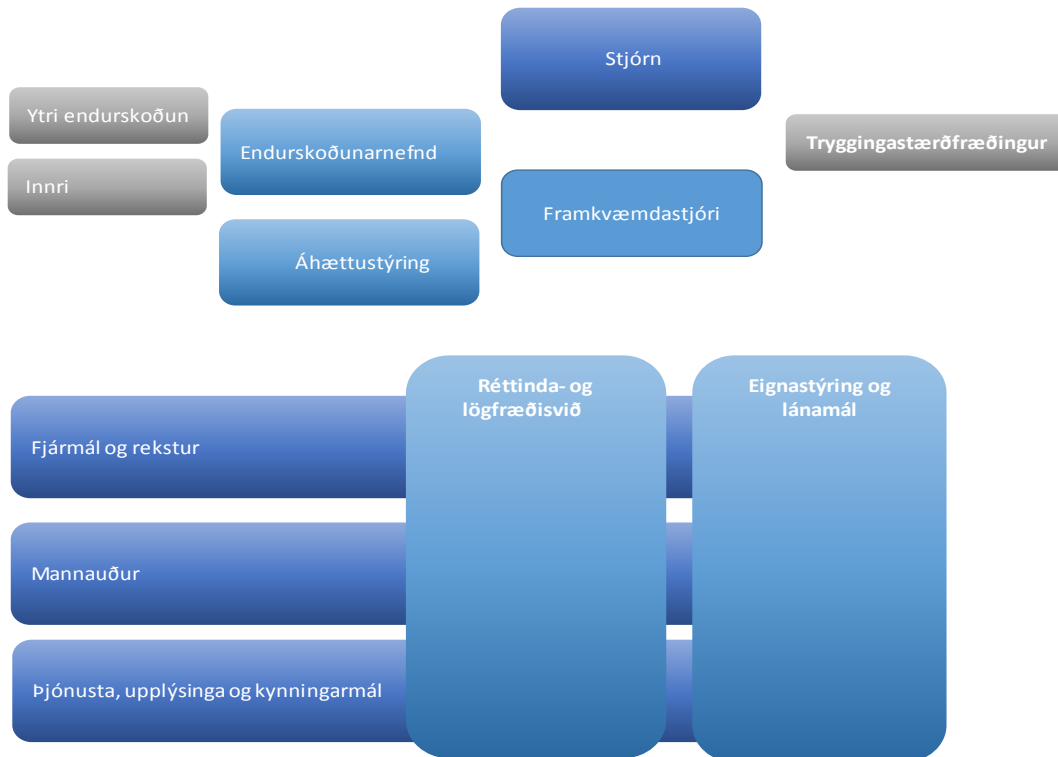 Stjórn
Ytri endurskoðun
Endurskoðunarnefnd
Tryggingastærðfræðingur
Innri
Framkvæmdastjóri
Áhættustýring
Réttinda- og
lögfræðisvið
Eignastýring og
lánamál
Fjármál og rekstur
Mannauður
Þjónusta, upplýsinga og kynningarmál